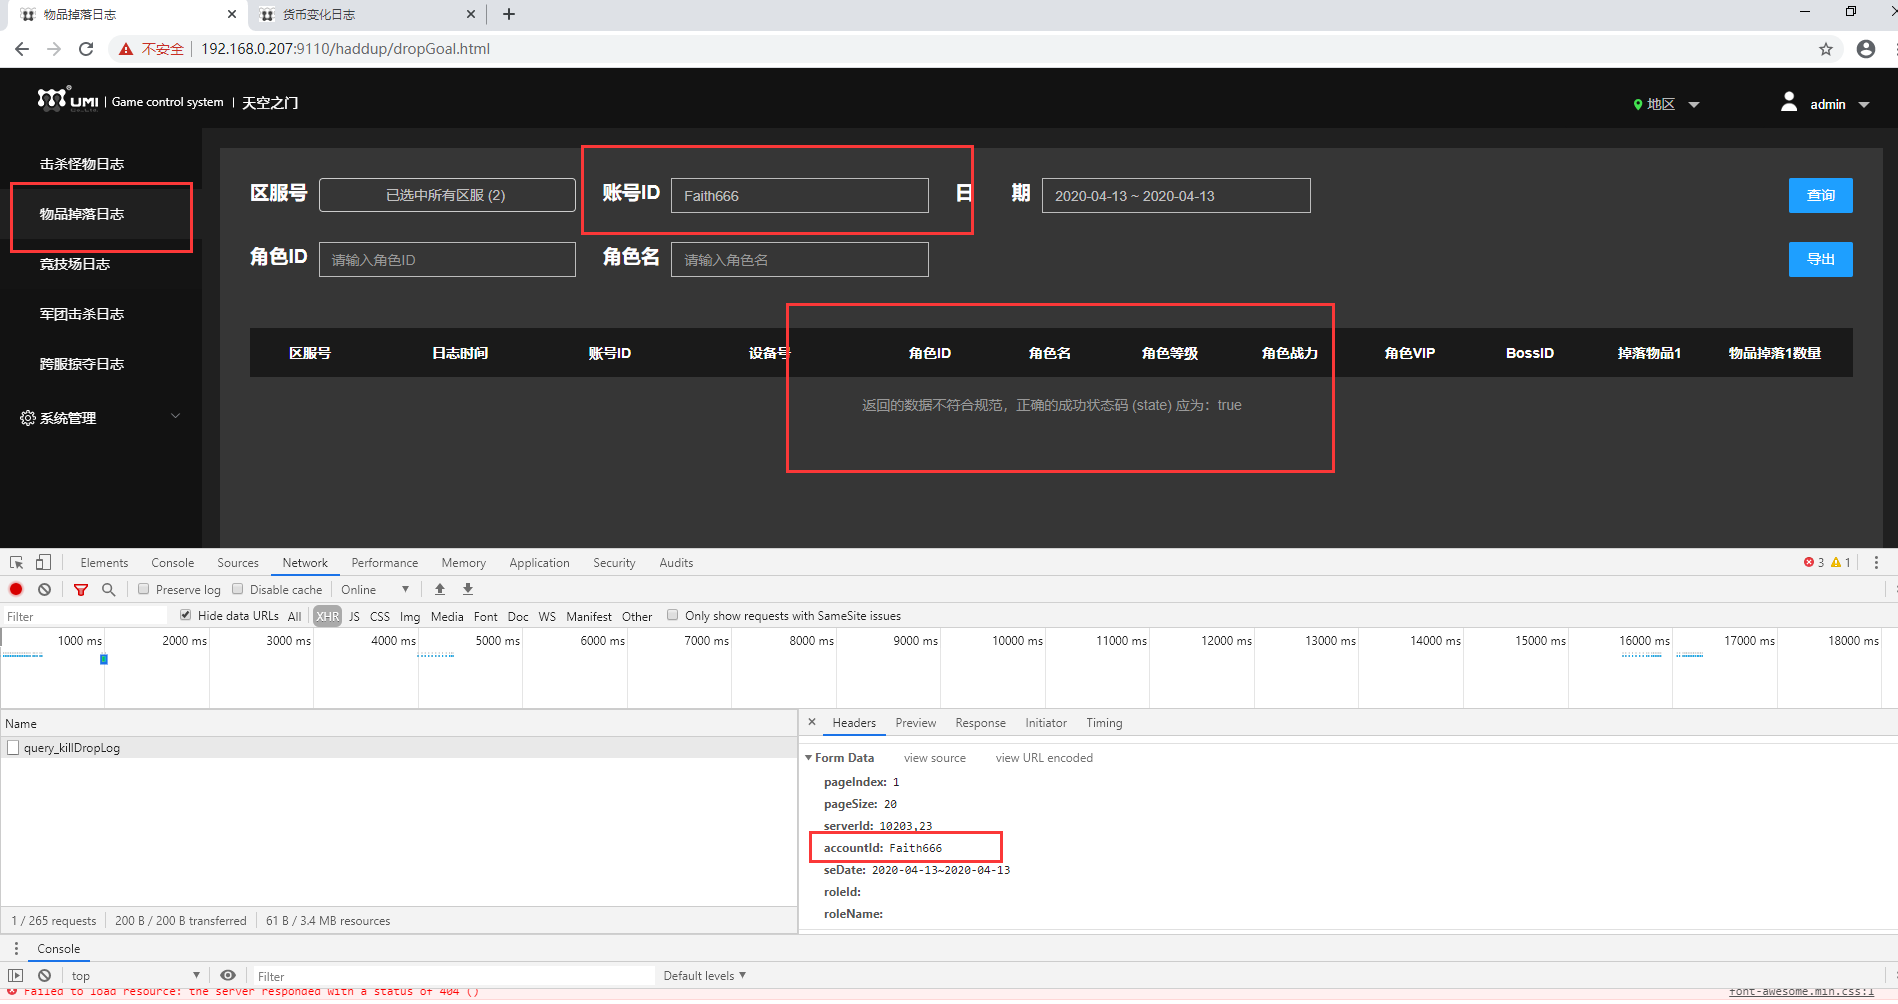 物品掉落日志
货币变化日志
不安全 192.168.0.207:9110/haddup/dropGoal.html
UMI | Game control system | 天空之门
地区
admin
击杀怪物日志
物品掉落日志
竞技场日志
军团击杀日志
跨服掠夺日志
系统管理
区服号 已选中所有区服 (2) 账号ID Faith666 日 期 2020-04-13 ~ 2020-04-13 查询
角色ID 请输入角色ID 角色名 请输入角色名 导出
区服号 日志时间 账号ID 设备号 角色ID 角色名 角色等级 角色战力 角色VIP BossID 掉落物品1 物品掉落1数量
返回的数据不符合规范，正确的成功状态码 (state) 应为：true
Elements Console Sources Network Performance Memory Application Security Audits 3 1
Preserve log Disable cache Online
Filter Hide data URLs All XHR JS CSS Img Media Font Doc WS Manifest Other Only show requests with SameSite issues
1000 ms 2000 ms 3000 ms 4000 ms 5000 ms 6000 ms 7000 ms 8000 ms 9000 ms 10000 ms 11000 ms 12000 ms 13000 ms 14000 ms 15000 ms 16000 ms 17000 ms 18000 ms
Name
query_killDropLog
1 / 265 requests 200 B / 200 B transferred 61 B / 3.4 MB resources
Headers Preview Response Initiator Timing
Form Data view source view URL encoded
pageIndex: 1
pageSize: 20
serverId: 10203,23
accountId: Faith666
seDate: 2020-04-13~2020-04-13
roleId:
roleName:
Console
top Filter Default levels
Failed to load resource: the server responded with a status of 404 () font-awesome.min.css:1